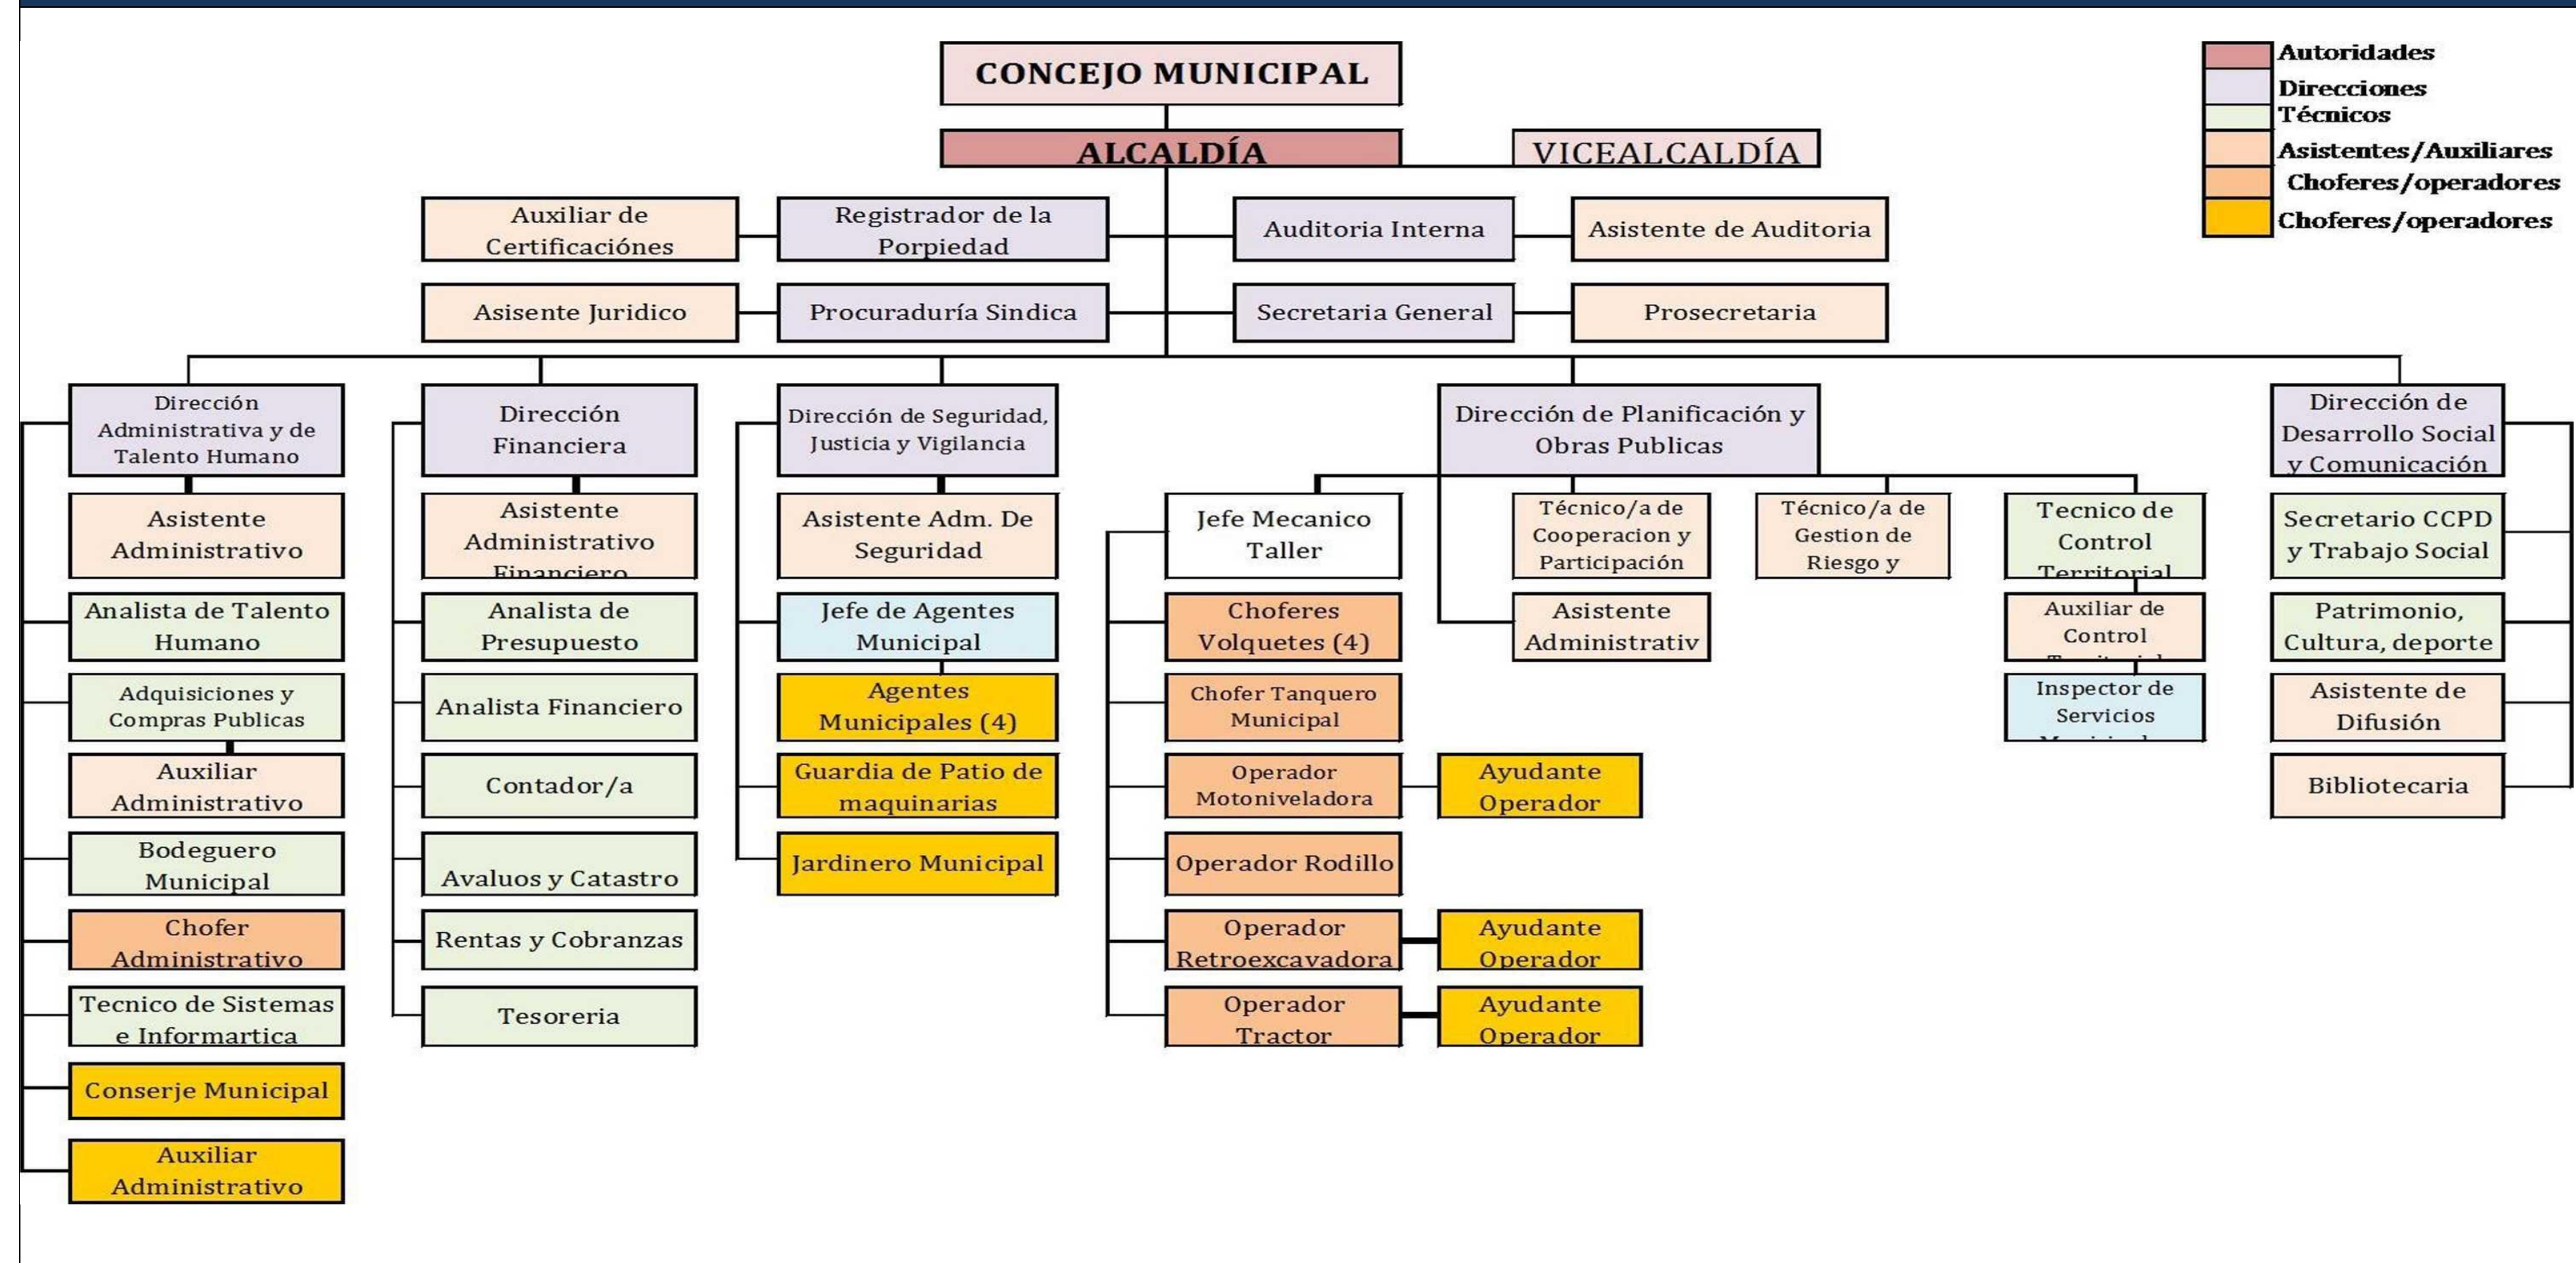 CONCEJO MUNICIPAL
ALCALDÍA
VICEALCALDÍA
Autoridades
Direcciones
Técnicos
Asistentes/Auxiliares
Choferes/operadores
Choferes/operadores
Auxiliar de
Certificaciónes
Registrador de la
Porpiedad
Auditoria Interna
Asistente de Auditoria
Asisente Juridico
Procuraduría Sindica
Secretaria General
Prosecretaria
Dirección
Administrativa y de
Talento Humano
Asistente
Administrativo
Analista de Talento
Humano
Adquisiciones y
Compras Publicas
Auxiliar
Administrativo
Bodeguero
Municipal
Chofer
Administrativo
Tecnico de Sistemas
e Informartica
Conserje Municipal
Auxiliar
Administrativo
Dirección
Financiera
Asistente
Administrativo
Financiero
Analista de
Presupuesto
Analista Financiero
Contador/a
Avaluos y Catastro
Rentas y Cobranzas
Tesoreria
Dirección de Seguridad,
Justicia y Vigilancia
Asistente Adm. De
Seguridad
Jefe de Agentes
Municipal
Agentes
Municipales (4)
Guardia de Patio de
maquinarias
Jardinero Municipal
Dirección de Planificación y
Obras Publicas
Jefe Mecanico
Taller
Choferes
Volquetes (4)
Chofer Tanquero
Municipal
Operador
Motoniveladora
Ayudante
Operador
Operador Rodillo
Operador
Retroexcavadora
Ayudante
Operador
Operador
Tractor
Ayudante
Operador
Técnico/a de
Cooperacion y
Participación
Asistente
Administrativ
Técnico/a de
Gestion de
Riesgo y
Tecnico de
Control
Territorial
Auxiliar de
Control
Inspector de
Servicios
Dirección de
Desarrollo Social
y Comunicación
Secretario CCPD
y Trabajo Social
Patrimonio,
Cultura, deporte
Asistente de
Difusión
Bibliotecaria